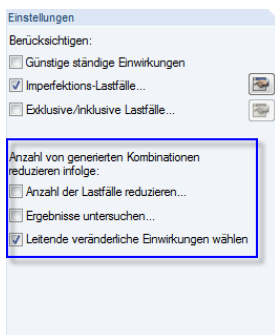 Einstellungen
Berücksichtigen:
Günstige ständige Einwirkungen
Imperfektions-Lastfälle...
Exklusive/inklusive Lastfälle...
Anzahl von generierten Kombinationen
reduzieren infolge:
Anzahl der Lastfälle reduzieren...
Ergebnisse untersuchen...
Leitende veränderliche Einwirkungen wählen